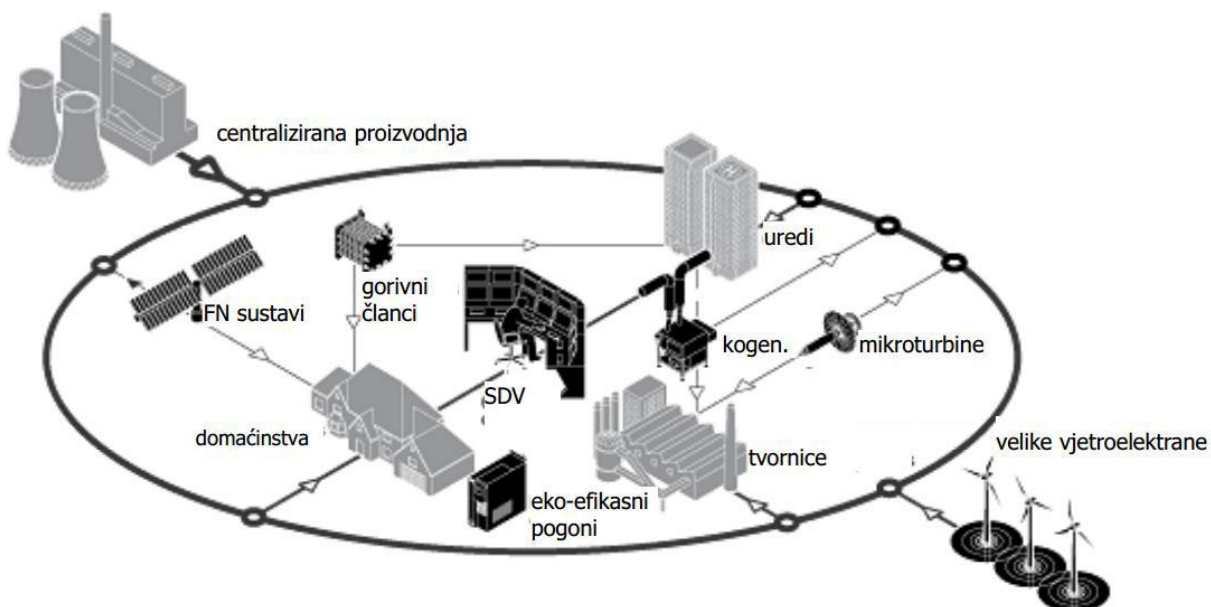 centralizirana proizvodnja
uredi
gorivni
članci
FN sustavi
kogen.
mikroturbine
SDV
domaćinstva
velike vjetroelektrane
tvornice
eko-efikasni
pogoni